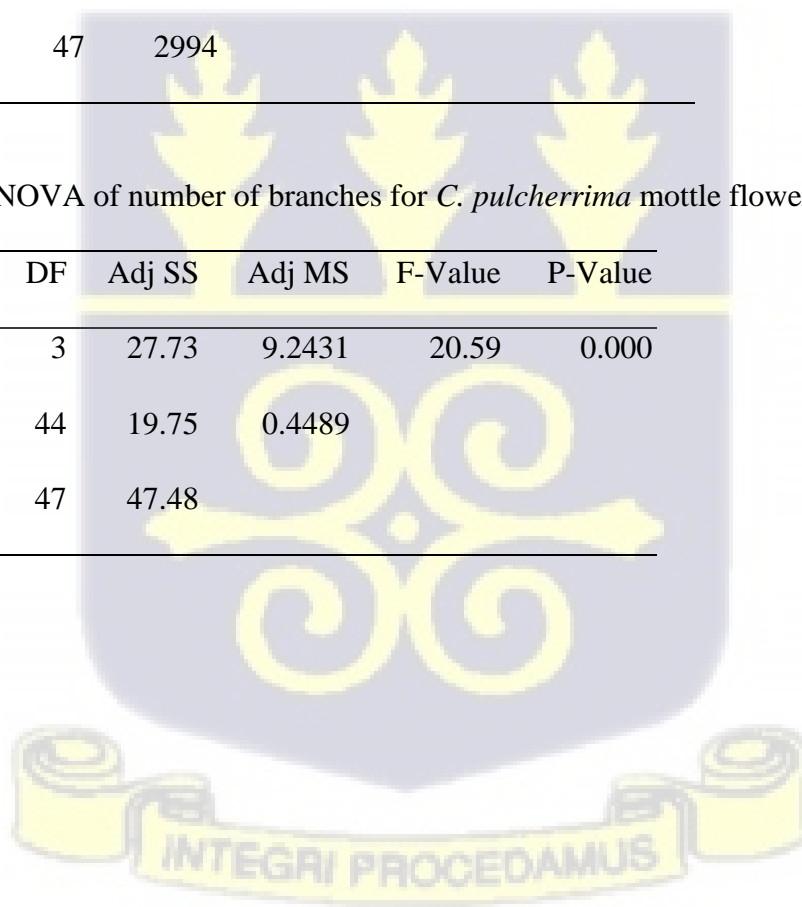 47 2994
NOVA of number of branches for C. pulcherrima mottle flowe
DF Adj SS Adj MS F-Value P-Value
3 27.73 9.2431 20.59 0.000
44 19.75 0.4489
47 47.48
INTEGRI PROCEDAMUS